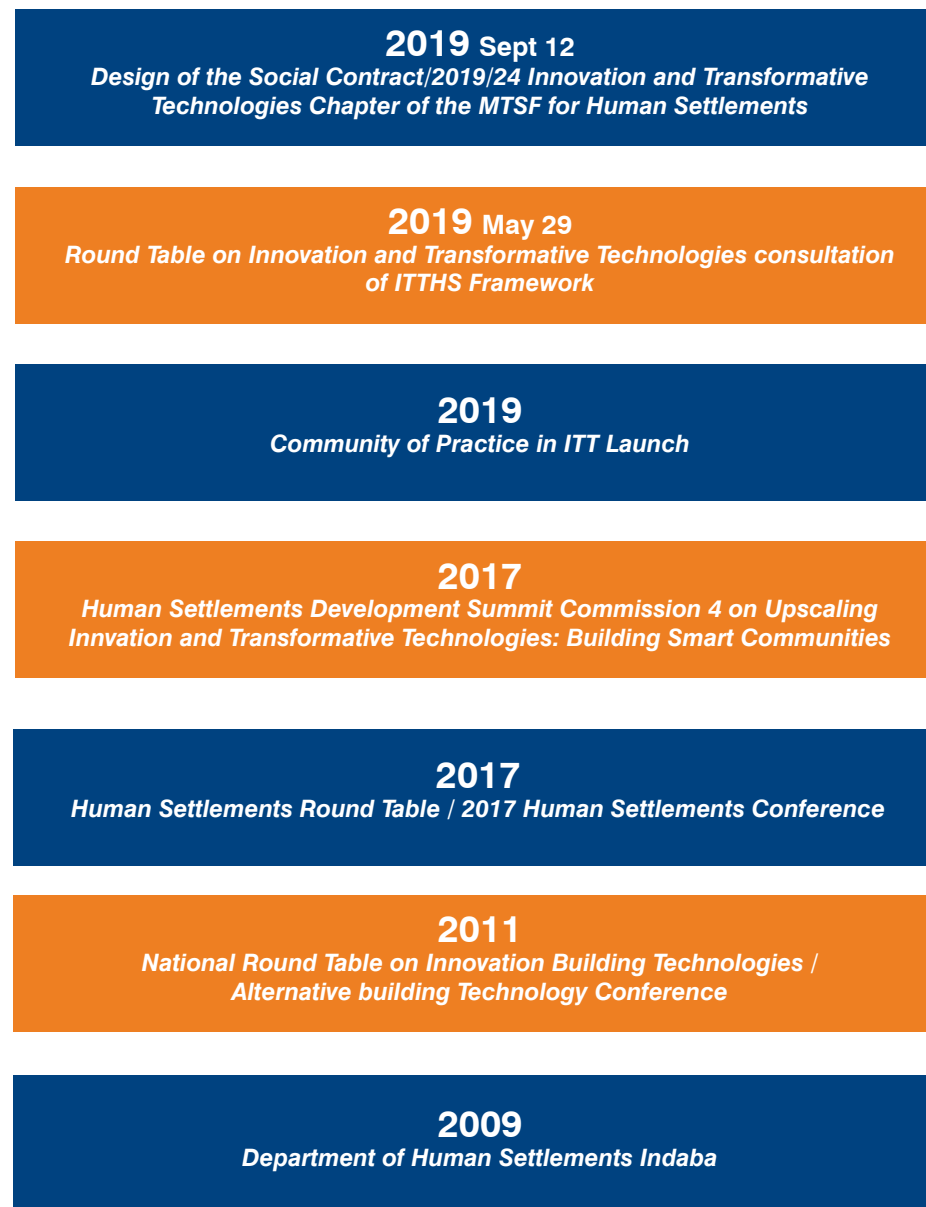 2019 Sept 12
Design of the Social Contract/2019/24 Innovation and Transformative
Technologies Chapter of the MTSF for Human Settlements
2019 May 29
Round Table on Innovation and Transformative Technologies consultation
of ITTHS Framework
2019
Community of Practice in ITT Launch
2017
Human Settlements Development Summit Commission 4 on Upscaling
Innvation and Transformative Technologies: Building Smart Communities
2017
Human Settlements Round Table / 2017 Human Settlements Conference
2011
National Round Table on Innovation Building Technologies /
Alternative building Technology Conference
2009
Department of Human Settlements Indaba